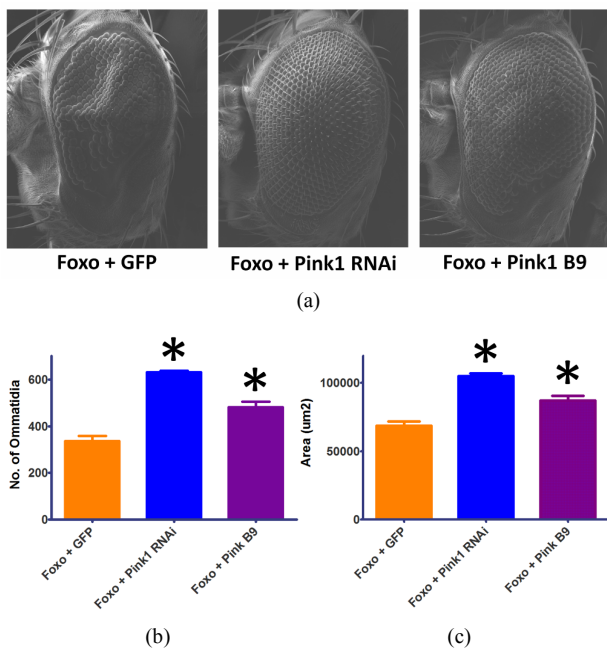 Foxo + GFP
Foxo + Pink1 RNAi
Foxo + Pink1 B9
(a)
No. of Ommatidia
600
400
200
0
*
*
Foxo + GFP
Foxo + Pink1 RNAi
Foxo + Pink B9
(b)
Area (um2)
100000
50000
0
*
*
Foxo + GFP
Foxo + Pink1 RNAi
Foxo + Pink B9
(c)